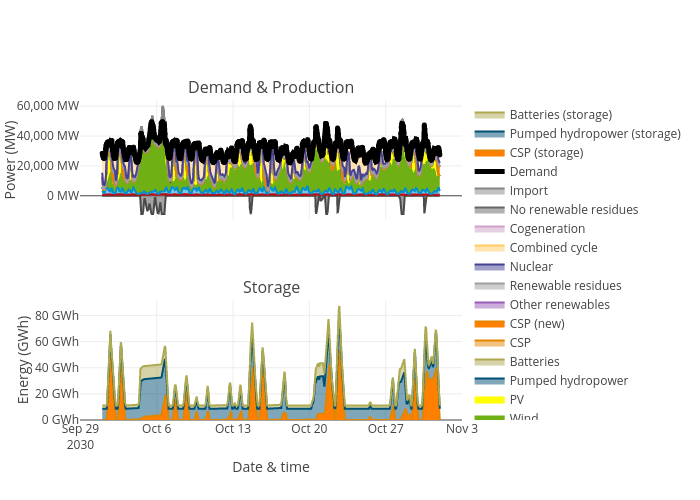 Demand & Production
60,000 MW
40,000 MW
20,000 MW
0 MW
Power (MW)
Storage
80 GWh
60 GWh
40 GWh
20 GWh
0 GWh
Energy (GWh)
Sep 29
2030
Oct 6
Oct 13
Oct 20
Oct 27
Nov 3
Date & time
Batteries (storage)
Pumped hydropower (storage)
CSP (storage)
Demand
Import
No renewable residues
Cogeneration
Combined cycle
Nuclear
Renewable residues
Other renewables
CSP (new)
CSP
Batteries
Pumped hydropower
PV
Wind